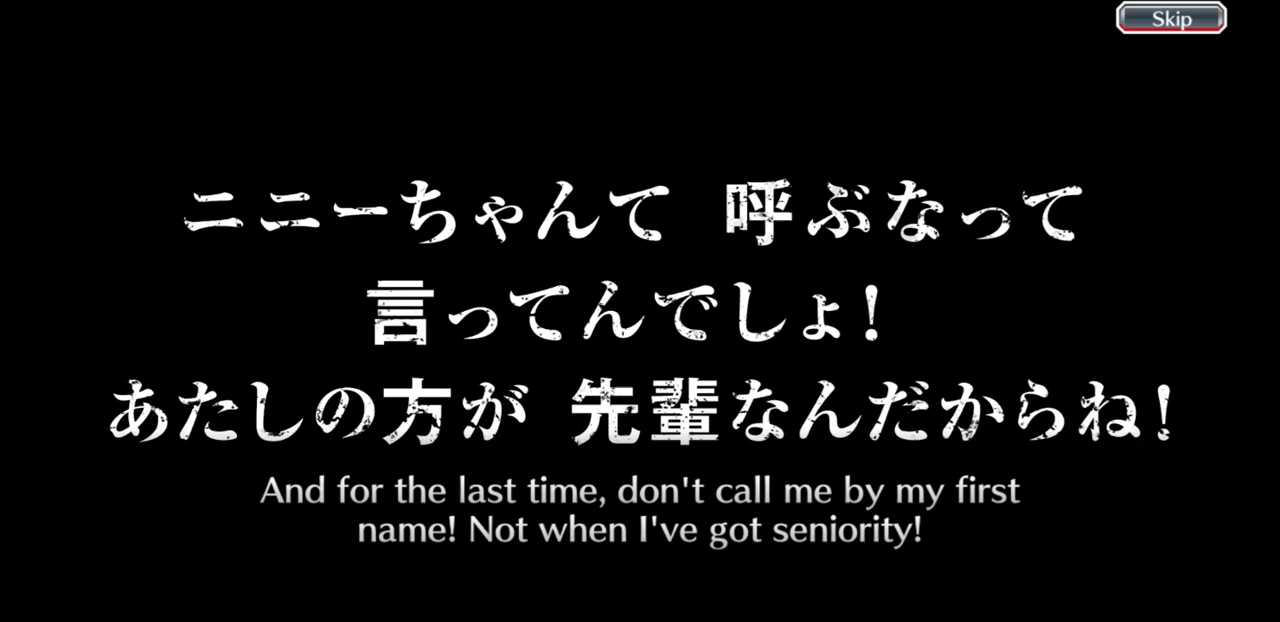 Skip
ニニーちゃんて 呼ぶなって
言ってんでしょ!
あたしの方が 先輩なんだからね!
And for the last time, don't call me by my first
name! Not when I've got seniority!